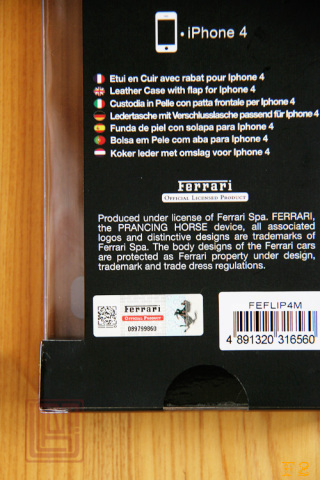 iPhone 4
Etui en Cuir avec rabat pour Iphone 4
Leather Case with flap for Iphone 4
Custodia in Pelle con patta frontale per Iphone 4
Ledertasche mit Verschlusslasche passend für iPhone 4
Funda de piel con solapa para iPhone 4
Bolsa em Pele com aba para iPhone 4
Koker leder met omslag voor iPhone 4
Ferrari
OFFICIAL LICENSED PRODUCT
Produced under license of Ferrari Spa. FERRARI,
the PRANCING HORSE device, all associated
logos and distinctive designs are trademarks of
Ferrari Spa. The body designs of the Ferrari cars
are protected as Ferrari property under design,
trademark and trade dress regulations.
Ferrari
OFFICIAL PRODUCT
099799860
FEFLIP4M
4 891320 316560